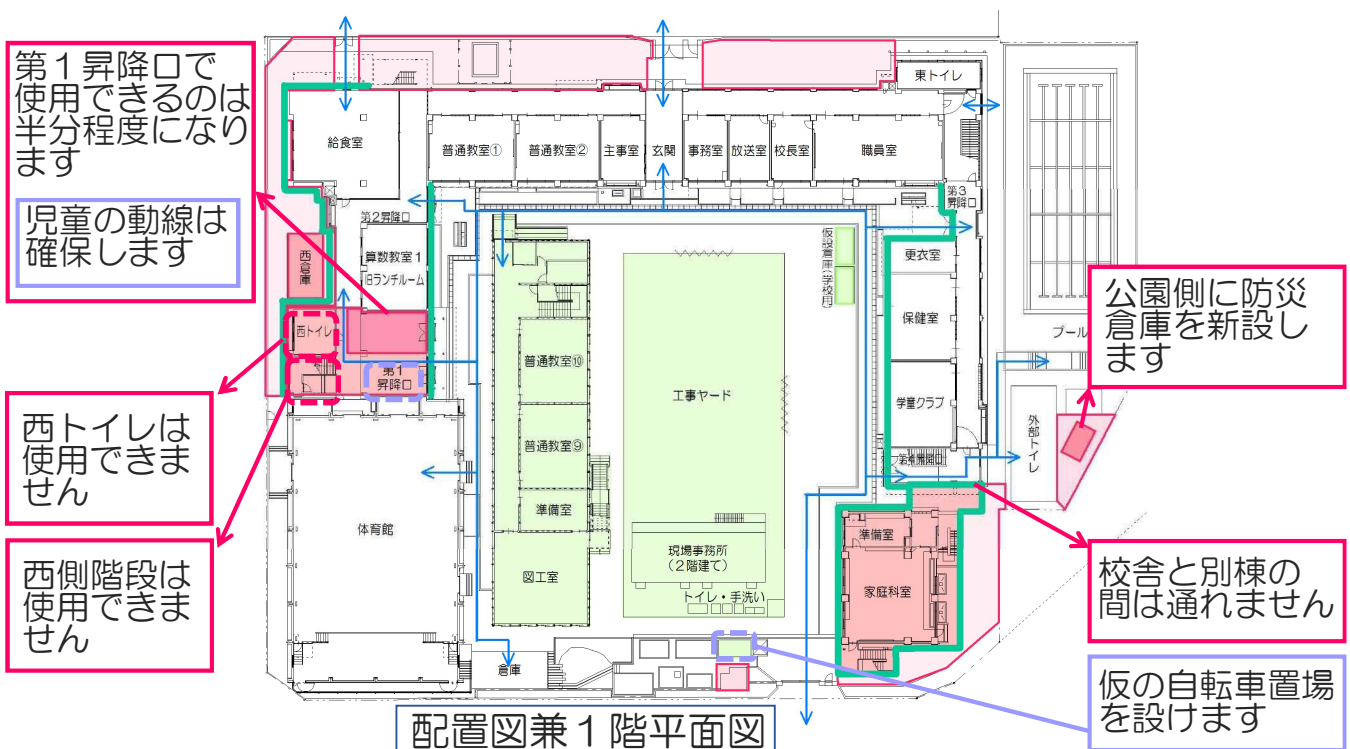 第１昇降口で
使用できるのは
半分程度になり
ます
児童の動線は
確保します
西トイレは
使用できま
せん
西側階段は
使用できま
せん
東トイレ
給食室
普通教室①
普通教室②
主事室
玄関
事務室
放送室
校長室
職員室
第2昇降口
第3
昇降口
西倉庫
算数教室1
旧ランチルーム
仮設倉庫(学校用)
更衣室
保健室
プール
西トイレ
第1
昇降口
普通教室⑩
工事ヤード
学童クラブ
外部トイレ
普通教室⑨
第4昇降口
体育館
準備室
図工室
現場事務所
（２階建て）
トイレ・手洗い
準備室
家庭科室
倉庫
公園側に防災
倉庫を新設し
ます
校舎と別棟の
間は通れません
仮の自転車置場
を設けます
配置図兼１階平面図